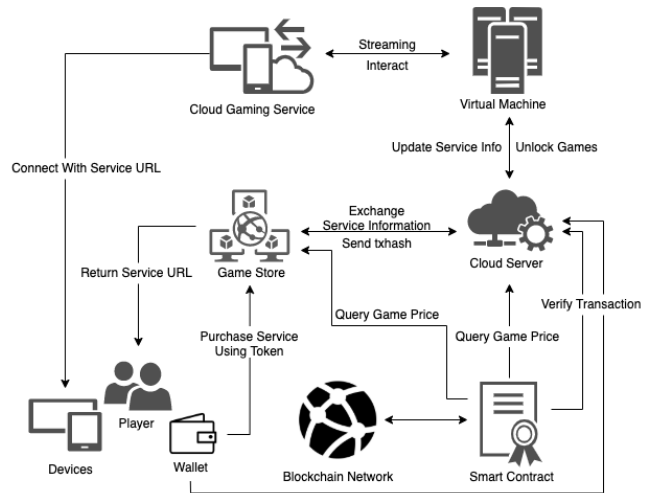 Streaming
Interact
Cloud Gaming Service
Virtual Machine
Update Service Info
Unlock Games
Connect With Service URL
Exchange
Service Information
Send txhash
Game Store
Cloud Server
Return Service URL
Query Game Price
Verify Transaction
Purchase Service
Using Token
Query Game Price
Player
Devices
Wallet
Blockchain Network
Smart Contract